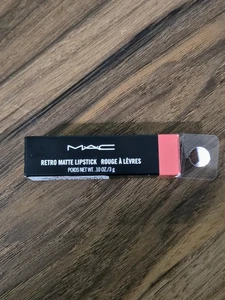 MAC
RETRO MATTE LIPSTICK ROUGE À LÈVRES
POIDS NET WT. .10 OZ/3 g